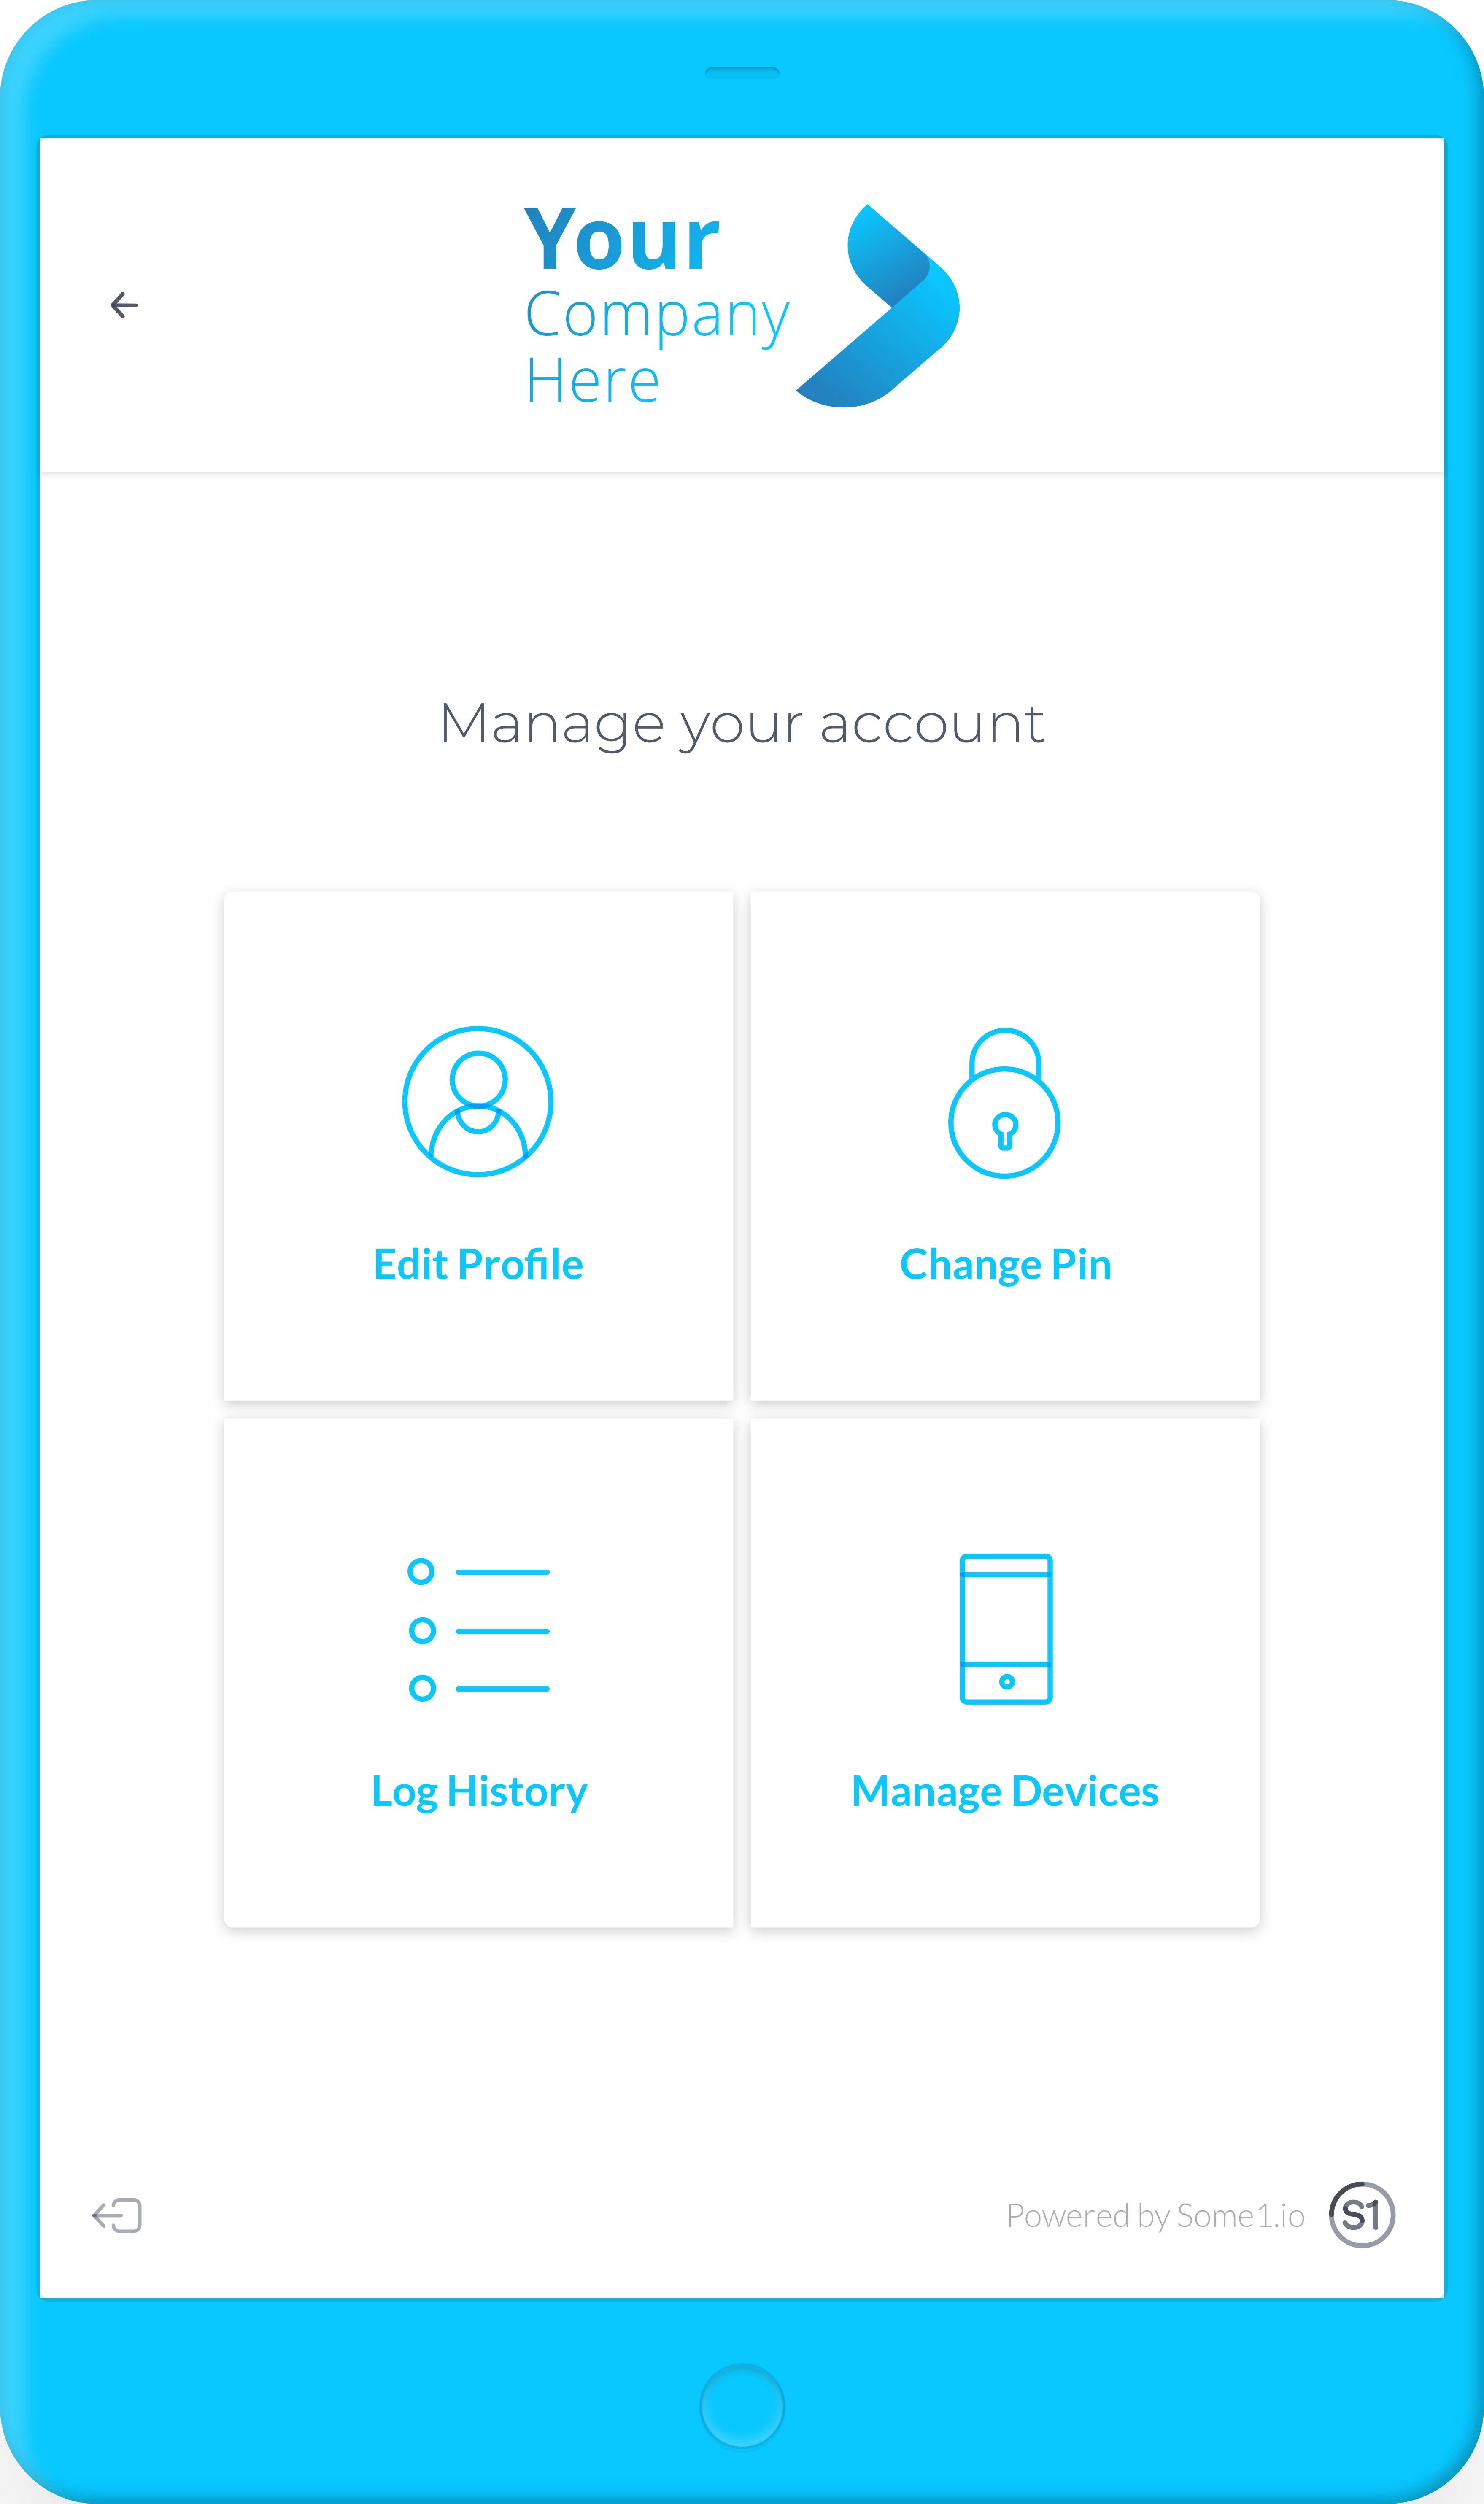 Your
Company
Here
Manage your account
Edit Profile
Change Pin
Log History
Manage Devices
Powered by Some1.io
S1